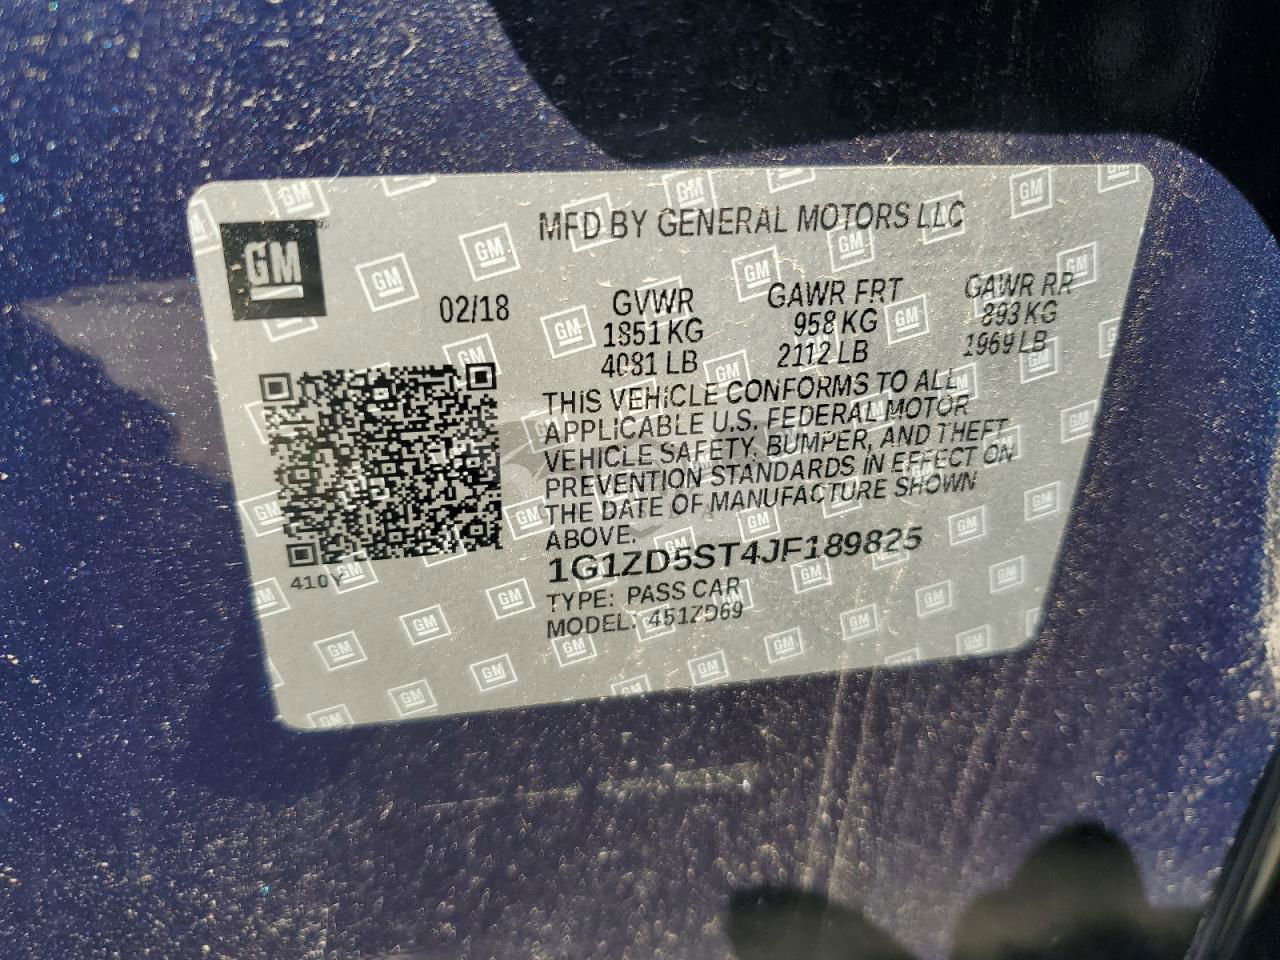 GM
MFD BY GENERAL MOTORS LLC
02/18
GVWR
1851 KG
4081 LB
GAWR FRT
958 KG
2112 LB
GAWR RR
893 KG
1969 LB
THIS VEHICLE CONFORMS TO ALL
APPLICABLE U.S. FEDERAL MOTOR
VEHICLE SAFETY, BUMPER, AND THEFT
PREVENTION STANDARDS IN EFFECT ON
THE DATE OF MANUFACTURE SHOWN
ABOVE.
1G1ZD5ST4JF189825
TYPE: PASS CAR
MODEL: 451ZD69
410Y